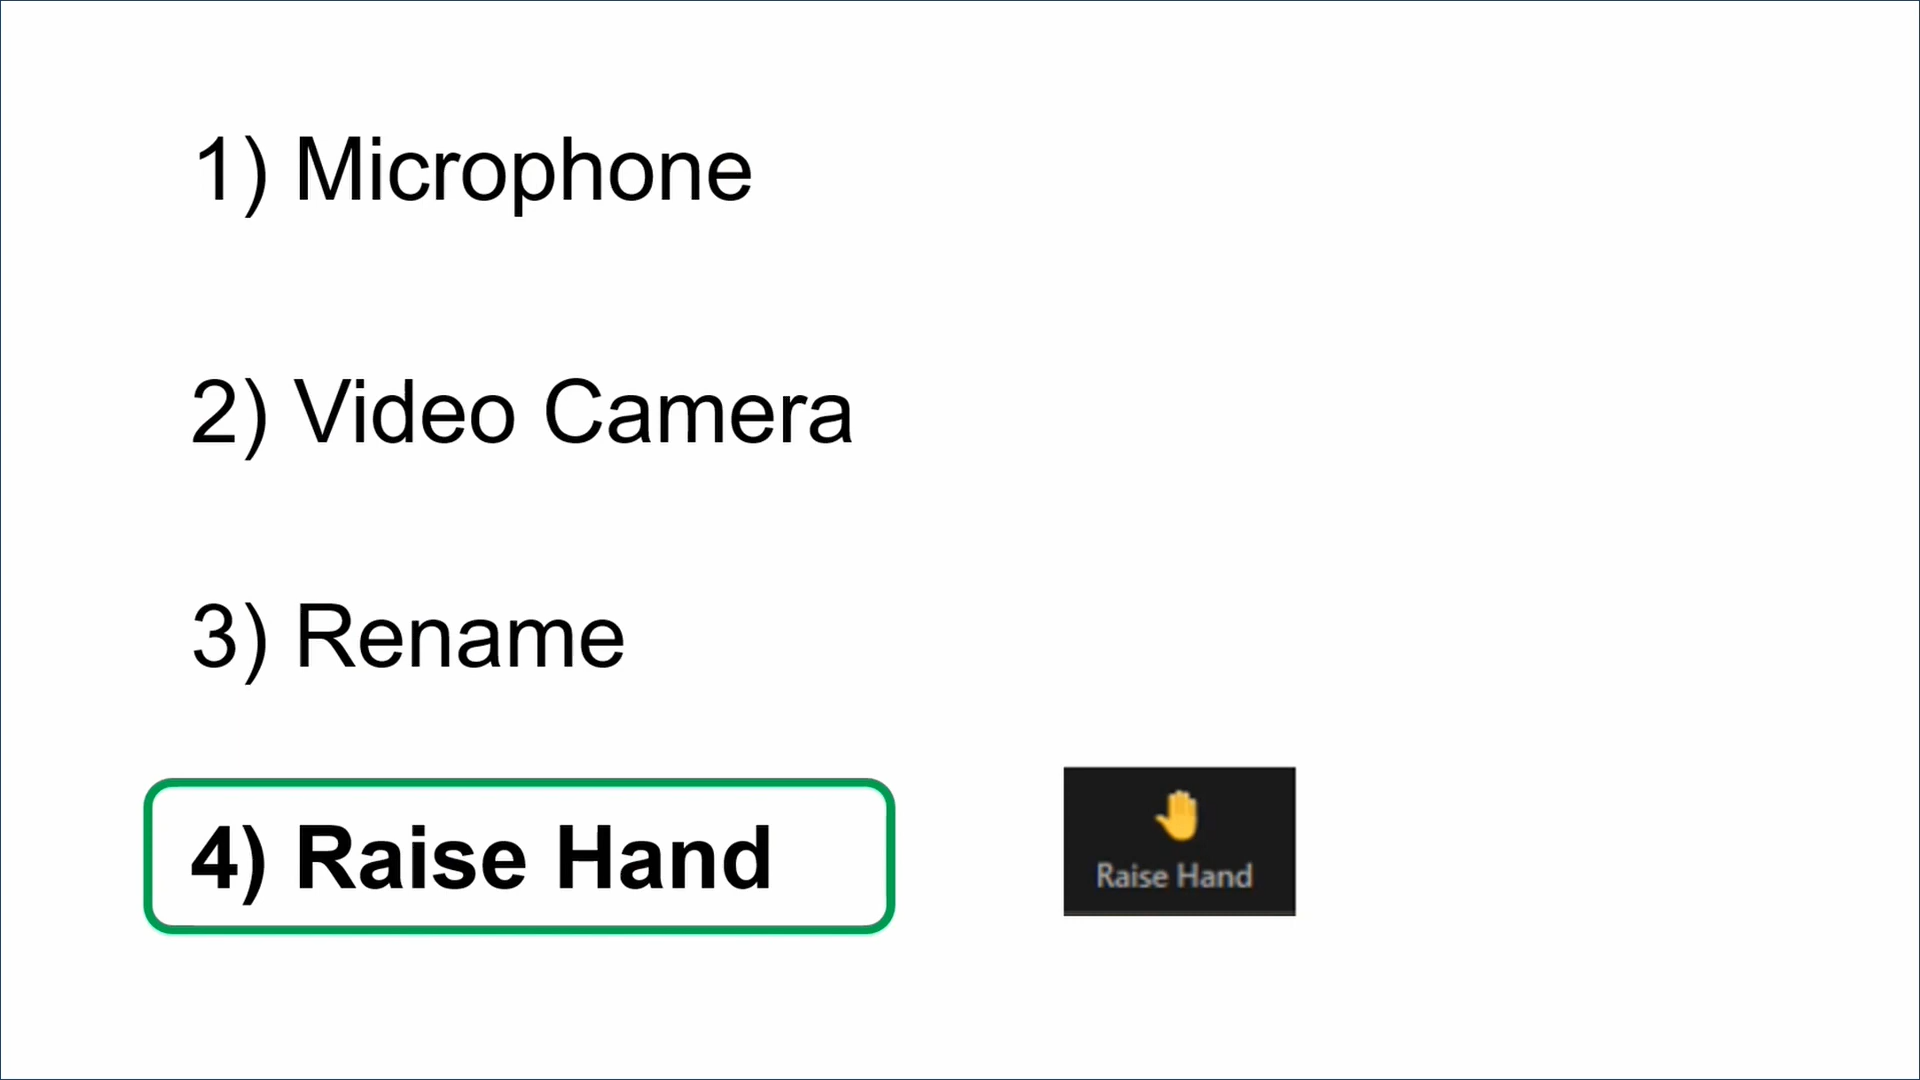 1) Microphone
2) Video Camera
3) Rename
4) Raise Hand
Raise Hand